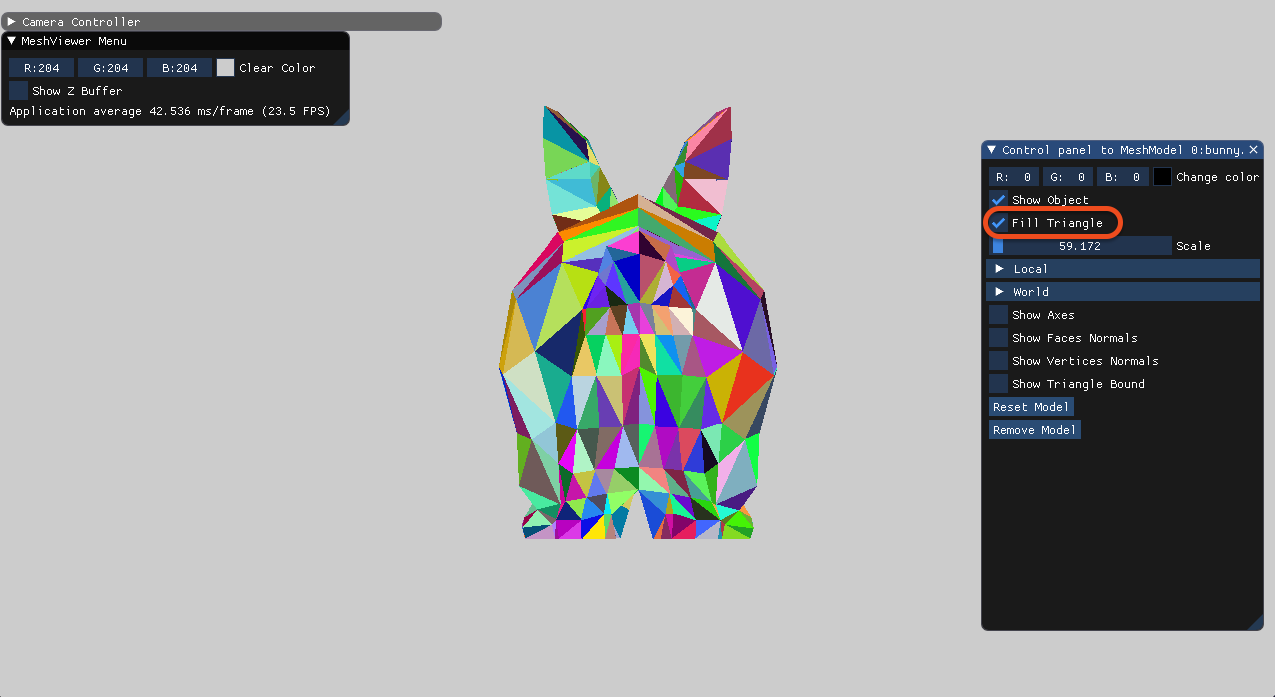 Camera Controller
MeshViewer Menu
R:204 G:204 B:204 Clear Color
Show Z Buffer
Application average 42.536 ms/frame (23.5 FPS)
Control panel to MeshModel 0:bunny.
R: 0 G: 0 B: 0 Change color
Show Object
Fill Triangle
59.172 Scale
Local
World
Show Axes
Show Faces Normals
Show Vertices Normals
Show Triangle Bound
Reset Model
Remove Model